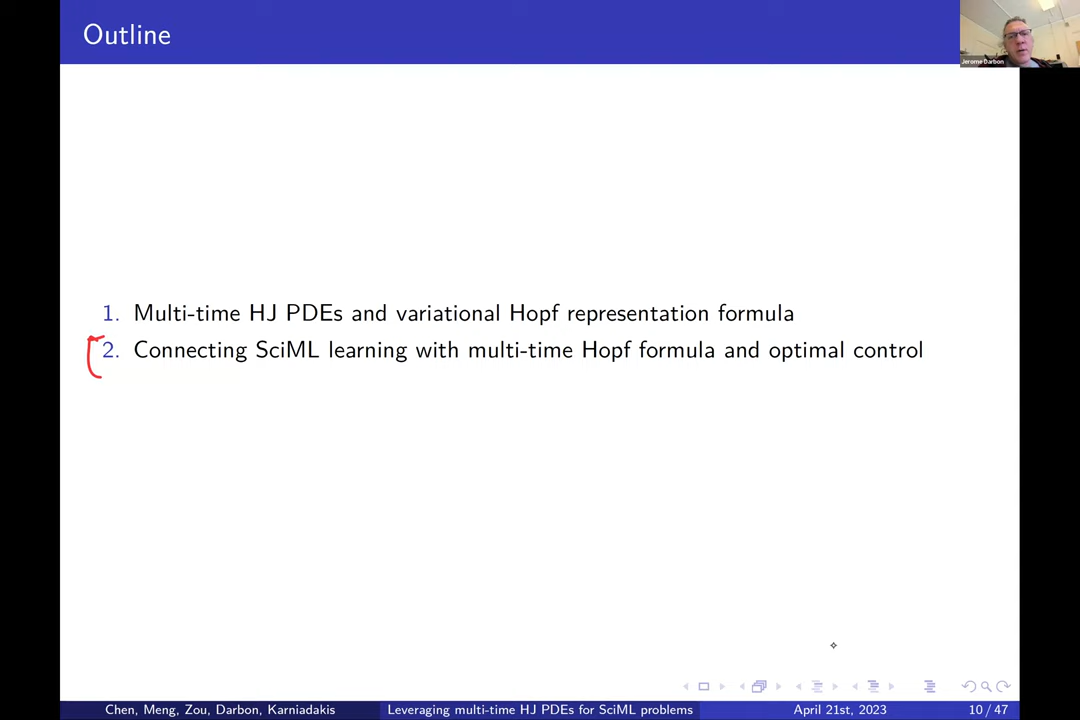 Outline
Jerome Darbon
1. Multi-time HJ PDEs and variational Hopf representation formula
2. Connecting SciML learning with multi-time Hopf formula and optimal control
Chen, Meng, Zou, Darbon, Karniadakis Leveraging multi-time HJ PDEs for SciML problems April 21st, 2023 10 / 47